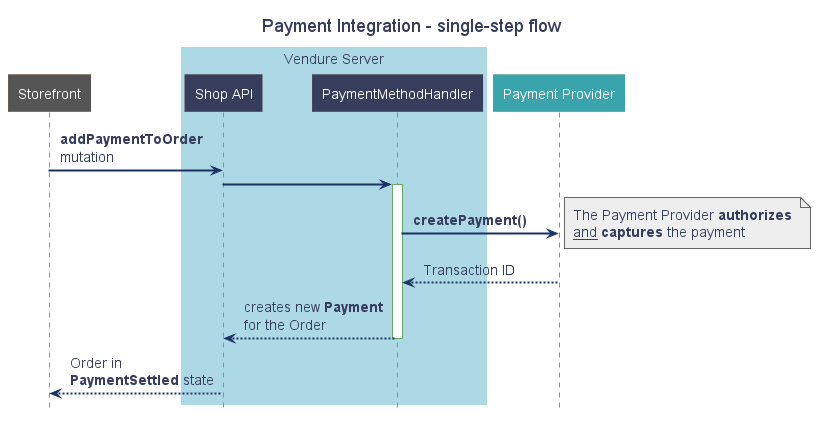 Payment Integration - single-step flow
Vendure Server
Storefront
Shop API
PaymentMethodHandler
Payment Provider
addPaymentToOrder
mutation
createPayment()
The Payment Provider authorizes
and captures the payment
Transaction ID
creates new Payment
for the Order
Order in
PaymentSettled state